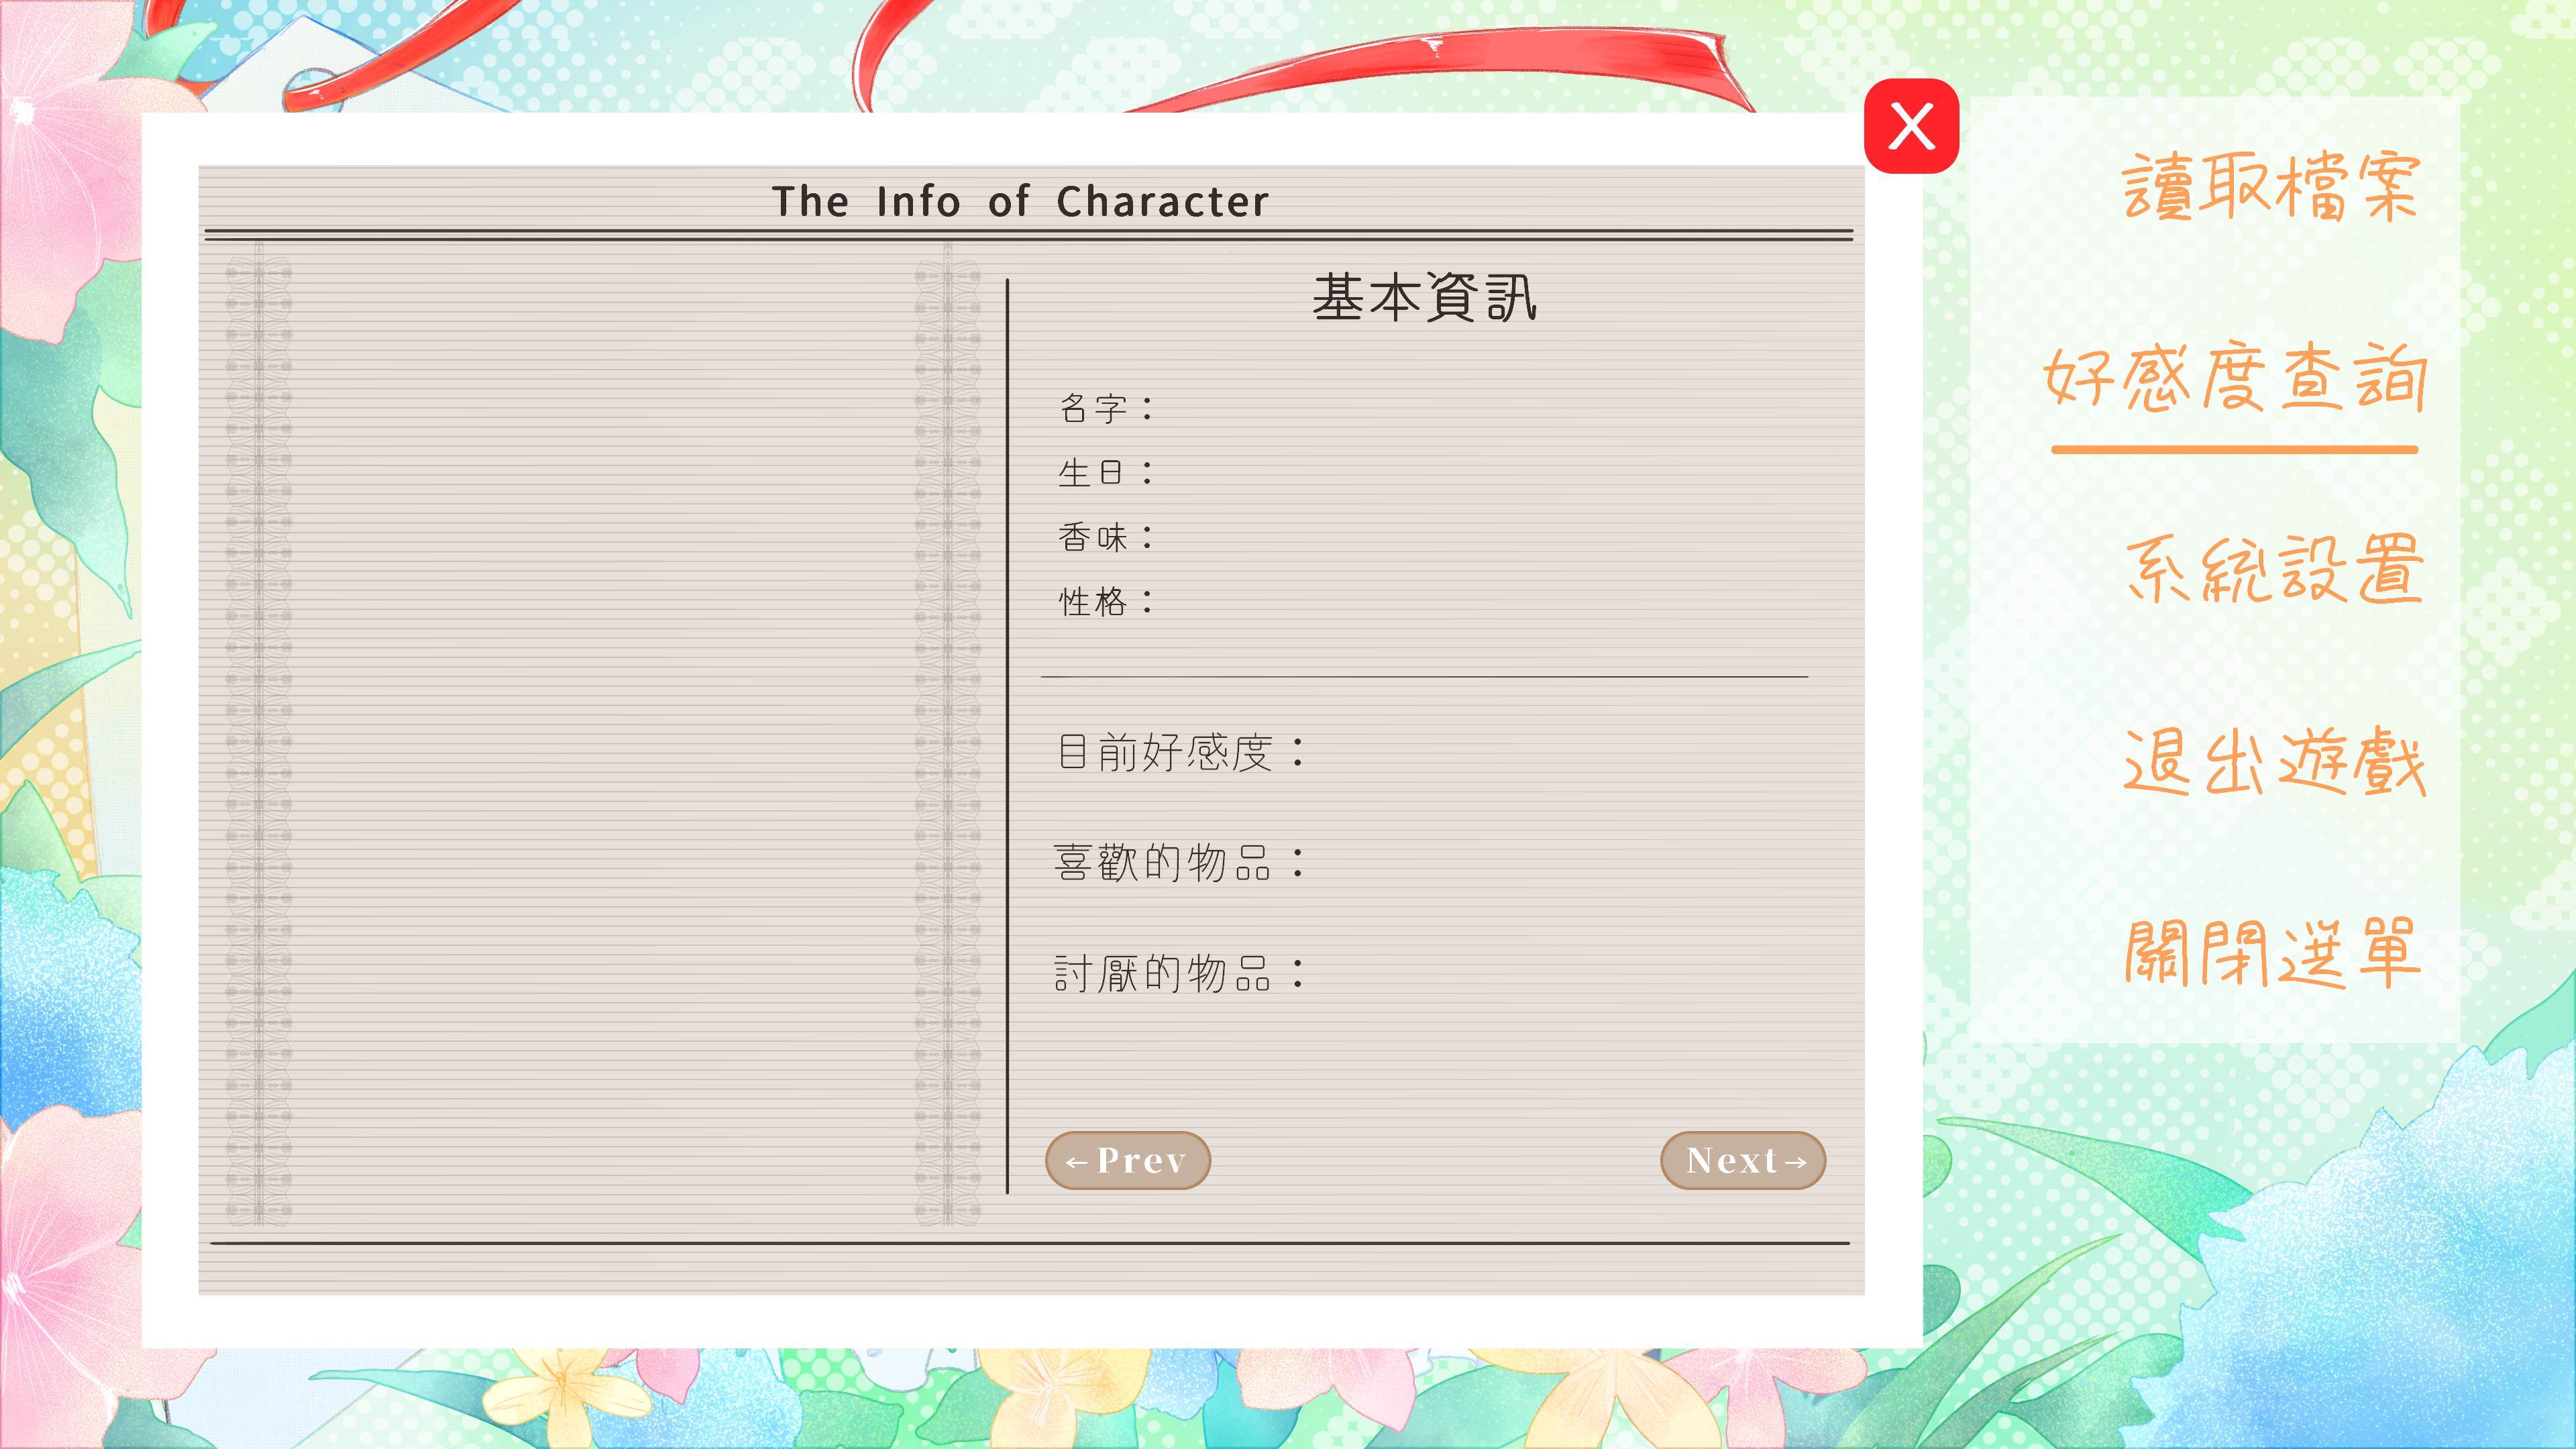 The Info of Character
X
基本資訊
名字：
生日：
香味：
性格：
目前好感度：
喜歡的物品：
討厭的物品：
←Prev
Next→
讀取檔案
好感度查詢
系統設置
退出遊戲
關閉選單